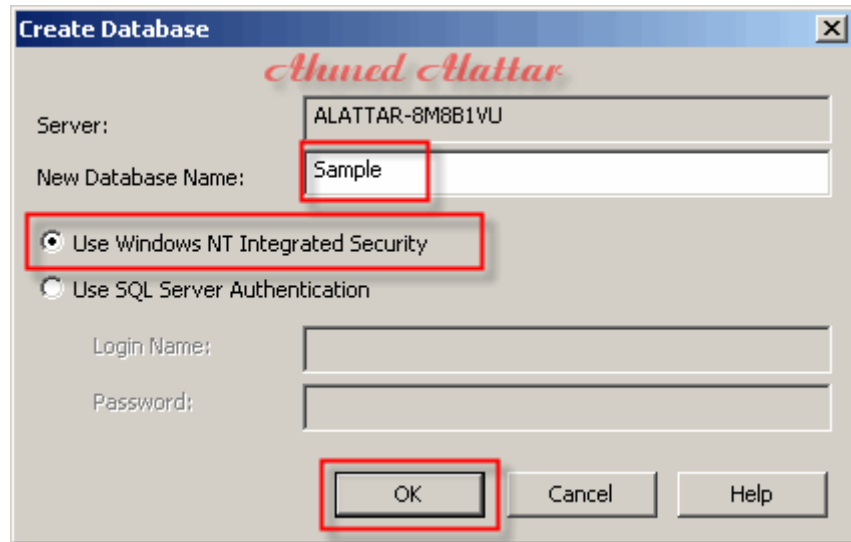 Create Database
Ahmed Alattar
Server:
ALATTAR-8M8B1VU
New Database Name:
Sample
Use Windows NT Integrated Security
Use SQL Server Authentication
Login Name:
Password:
OK
Cancel
Help